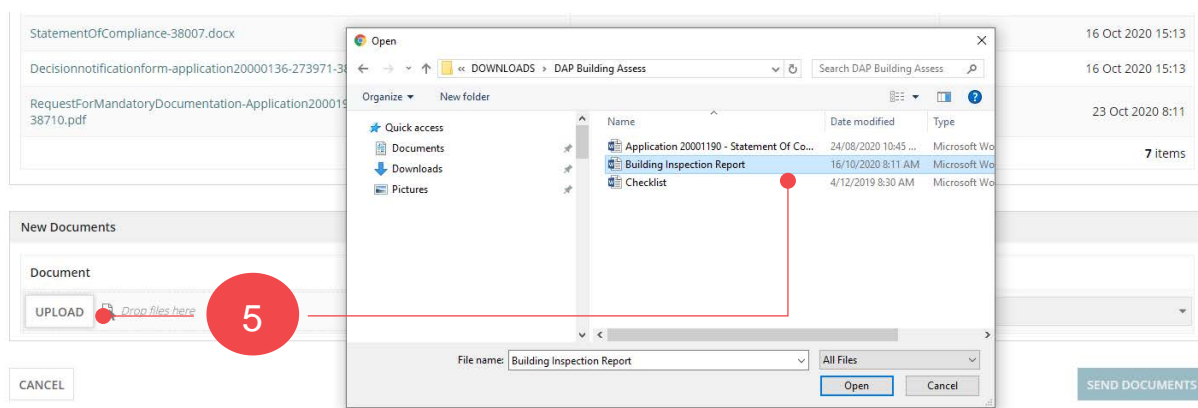 StatementOfCompliance-38007.docx
16 Oct 2020 15:13
Decisionnotificationform-application20000136-273971-38
16 Oct 2020 15:13
RequestForMandatoryDocumentation-Application200019
38710.pdf
23 Oct 2020 8:11
7 items
Open
« DOWNLOADS › DAP Building Assess
Search DAP Building Assess
Organize
New folder
Quick access
Documents
Downloads
Pictures
Name
Date modified
Type
Application 20001190 - Statement Of Co...
24/08/2020 10:45 ...
Microsoft Wo
Building Inspection Report
16/10/2020 8:11 AM
Microsoft Wo
Checklist
4/12/2019 8:30 AM
Microsoft Wo
File name:
Building Inspection Report
All Files
Open
Cancel
New Documents
Document
UPLOAD
Drop files here
5
CANCEL
SEND DOCUMENTS